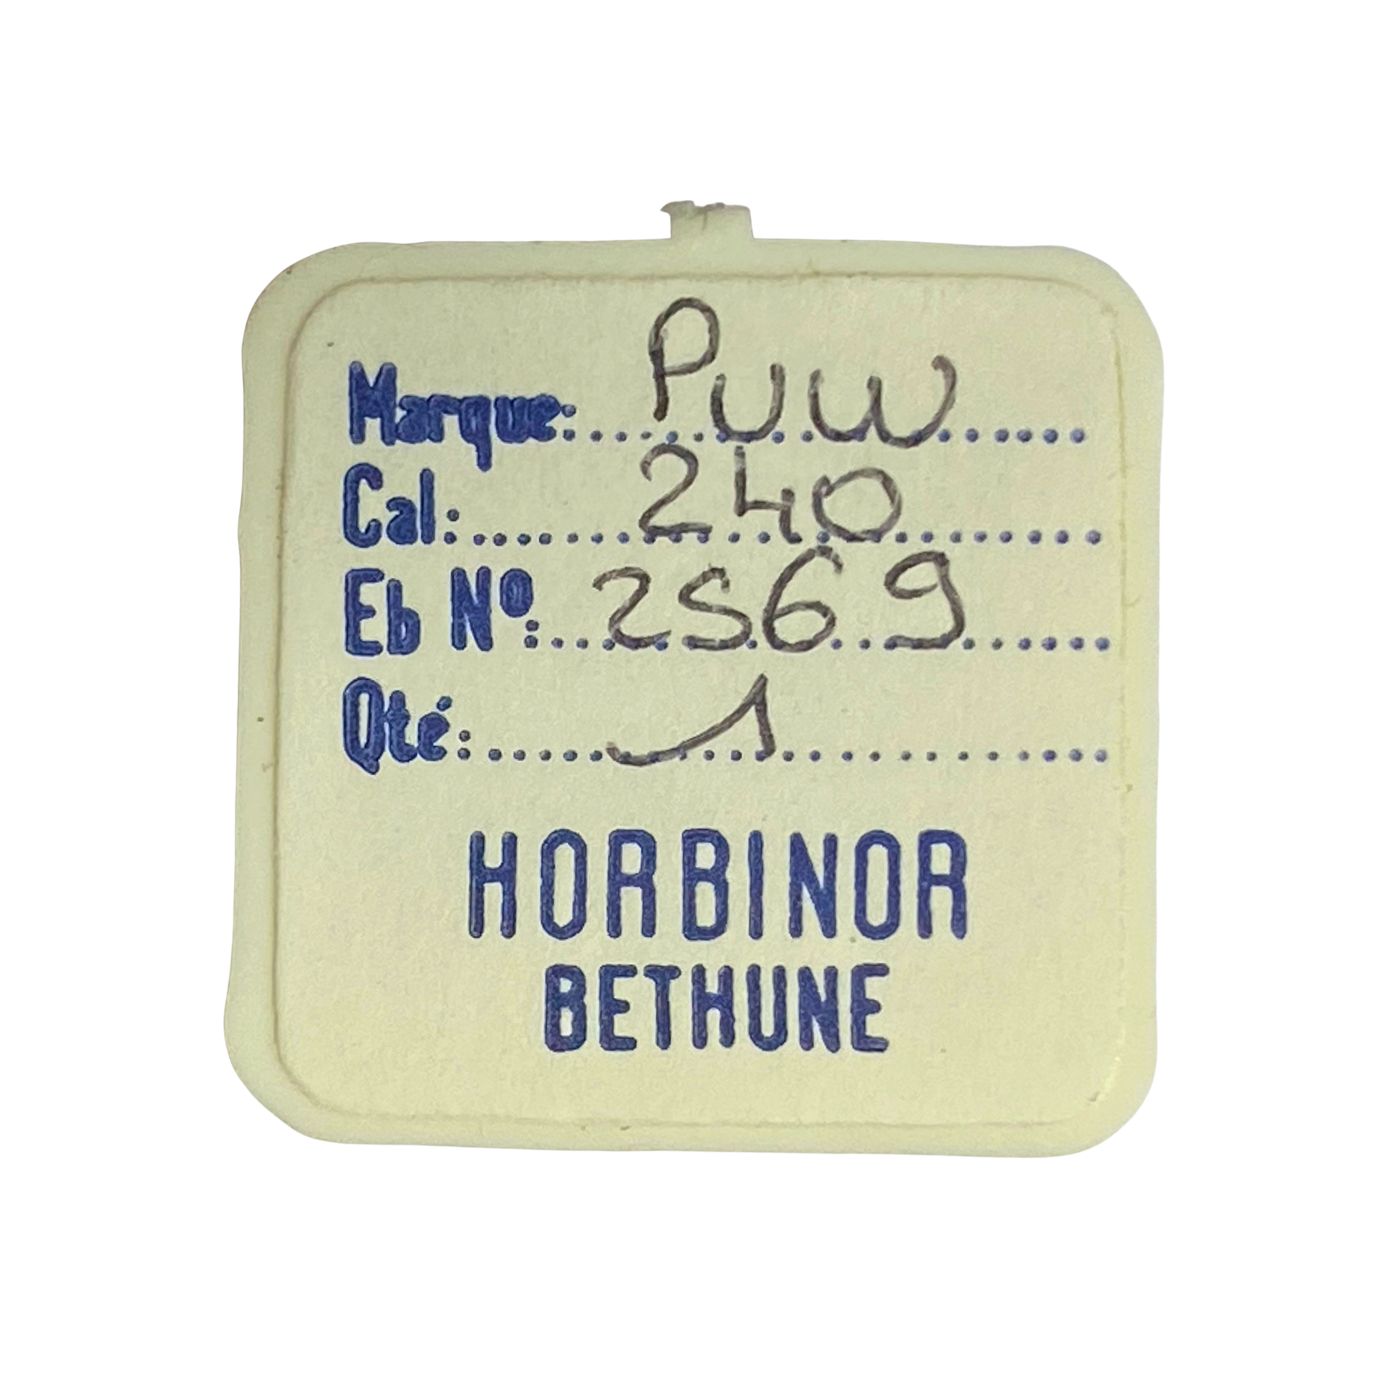 Marque: PUW
Cal: 240
Eb Nº: 2569
Qté: 1
HORBINOR
BETHUNE